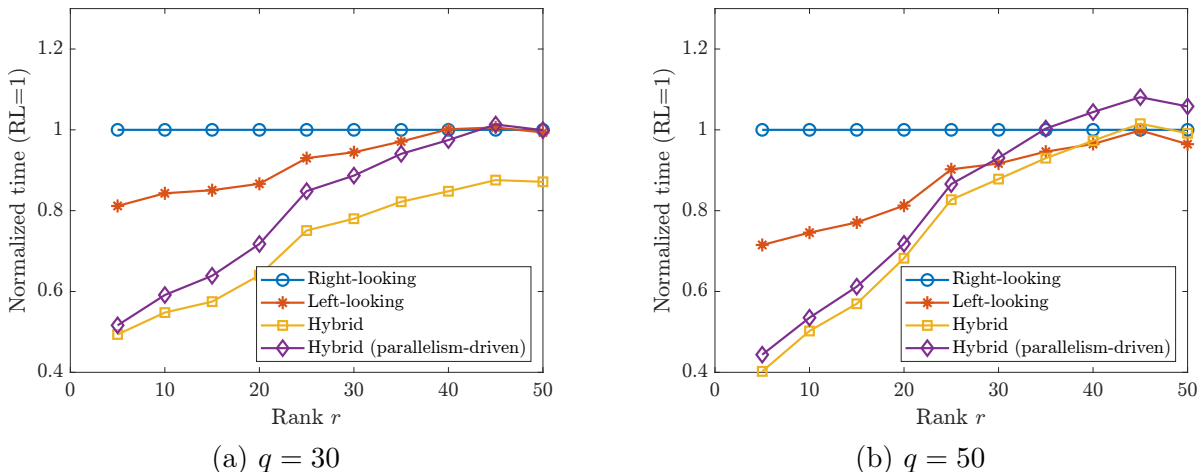 1.2
1
0.8
0.6
0.4
0
10
20
30
40
50
Normalized time (RL=1)
Rank r
Right-looking
Left-looking
Hybrid
Hybrid (parallelism-driven)
(a) q = 30
1.2
1
0.8
0.6
0.4
0
10
20
30
40
50
Normalized time (RL=1)
Rank r
Right-looking
Left-looking
Hybrid
Hybrid (parallelism-driven)
(b) q = 50